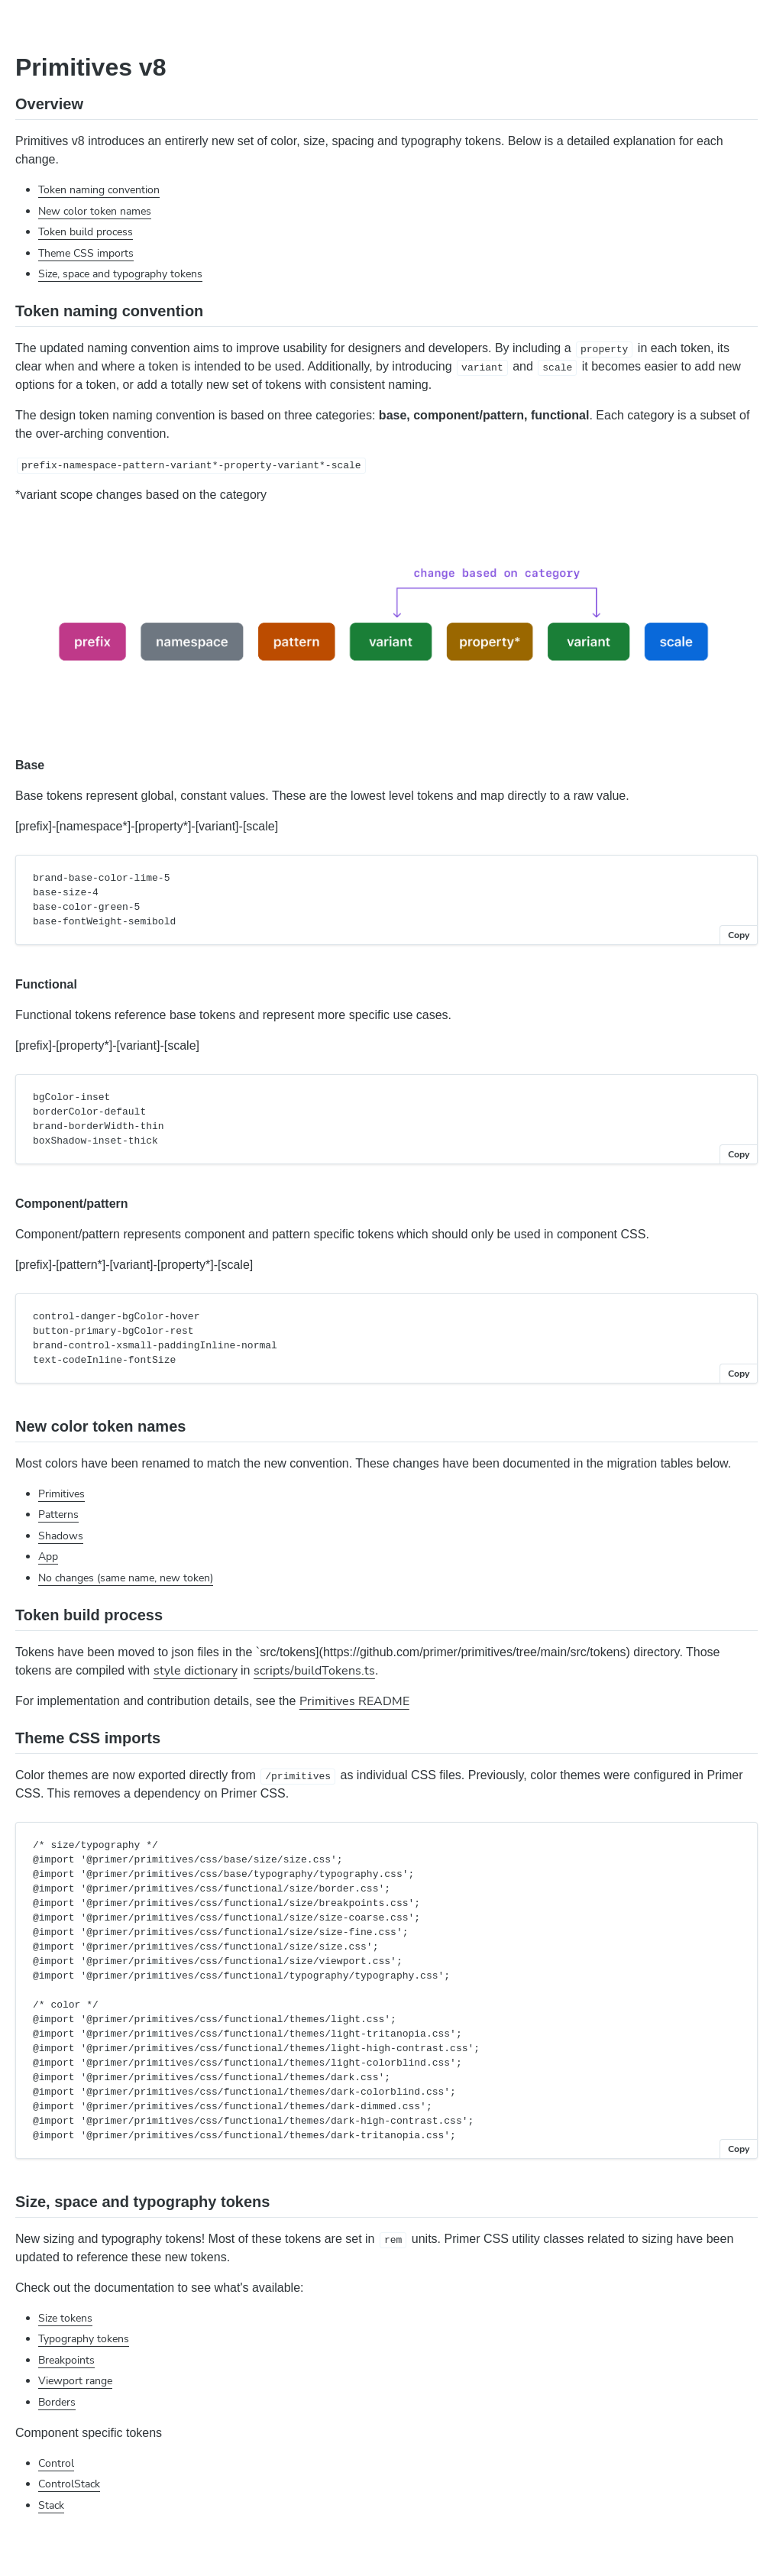 Primitives v8
Overview
Primitives v8 introduces an entirerly new set of color, size, spacing and typography tokens. Below is a detailed explanation for each
change.
Token naming convention
New color token names
Token build process
Theme CSS imports
Size, space and typography tokens
Token naming convention
The updated naming convention aims to improve usability for designers and developers. By including a property in each token, its
clear when and where a token is intended to be used. Additionally, by introducing variant and scale it becomes easier to add new
options for a token, or add a totally new set of tokens with consistent naming.
The design token naming convention is based on three categories: base, component/pattern, functional. Each category is a subset of
the over-arching convention.
prefix-namespace-pattern-variant*-property-variant*-scale
*variant scope changes based on the category
change based on category
prefix namespace pattern variant property* variant scale
Base
Base tokens represent global, constant values. These are the lowest level tokens and map directly to a raw value.
[prefix]-[namespace*]-[property*]-[variant]-[scale]
brand-base-color-lime-5
base-size-4
base-color-green-5
base-fontWeight-semibold
Copy
Functional
Functional tokens reference base tokens and represent more specific use cases.
[prefix]-[property*]-[variant]-[scale]
bgColor-inset
borderColor-default
brand-borderWidth-thin
boxShadow-inset-thick
Copy
Component/pattern
Component/pattern represents component and pattern specific tokens which should only be used in component CSS.
[prefix]-[pattern*]-[variant]-[property*]-[scale]
control-danger-bgColor-hover
button-primary-bgColor-rest
brand-control-xsmall-paddingInline-normal
text-codeInline-fontSize
Copy
New color token names
Most colors have been renamed to match the new convention. These changes have been documented in the migration tables below.
Primitives
Patterns
Shadows
App
No changes (same name, new token)
Token build process
Tokens have been moved to json files in the `src/tokens](https://github.com/primer/primitives/tree/main/src/tokens) directory. Those
tokens are compiled with style dictionary in scripts/buildTokens.ts.
For implementation and contribution details, see the Primitives README
Theme CSS imports
Color themes are now exported directly from /primitives as individual CSS files. Previously, color themes were configured in Primer
CSS. This removes a dependency on Primer CSS.
/* size/typography */
@import '@primer/primitives/css/base/size/size.css';
@import '@primer/primitives/css/base/typography/typography.css';
@import '@primer/primitives/css/functional/size/border.css';
@import '@primer/primitives/css/functional/size/breakpoints.css';
@import '@primer/primitives/css/functional/size/size-coarse.css';
@import '@primer/primitives/css/functional/size/size-fine.css';
@import '@primer/primitives/css/functional/size/size.css';
@import '@primer/primitives/css/functional/size/viewport.css';
@import '@primer/primitives/css/functional/typography/typography.css';
/* color */
@import '@primer/primitives/css/functional/themes/light.css';
@import '@primer/primitives/css/functional/themes/light-tritanopia.css';
@import '@primer/primitives/css/functional/themes/light-high-contrast.css';
@import '@primer/primitives/css/functional/themes/light-colorblind.css';
@import '@primer/primitives/css/functional/themes/dark.css';
@import '@primer/primitives/css/functional/themes/dark-colorblind.css';
@import '@primer/primitives/css/functional/themes/dark-dimmed.css';
@import '@primer/primitives/css/functional/themes/dark-high-contrast.css';
@import '@primer/primitives/css/functional/themes/dark-tritanopia.css';
Copy
Size, space and typography tokens
New sizing and typography tokens! Most of these tokens are set in rem units. Primer CSS utility classes related to sizing have been
updated to reference these new tokens.
Check out the documentation to see what's available:
Size tokens
Typography tokens
Breakpoints
Viewport range
Borders
Component specific tokens
Control
ControlStack
Stack